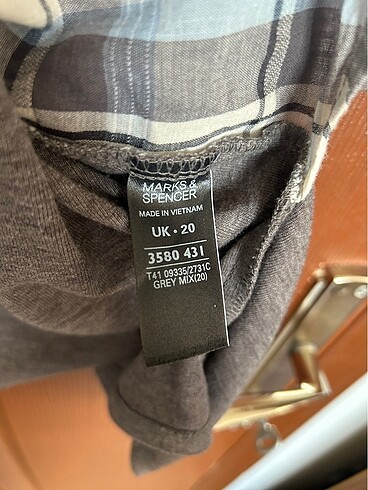 MARKS &
SPENCER
MADE IN VIETNAM
UK • 20
3580 431
T41 09335/2731C
GREY MIX(20)